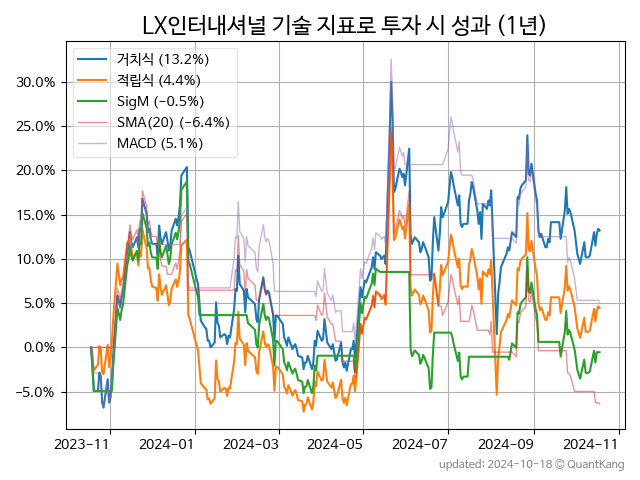 LX인터내셔널 기술 지표로 투자 시 성과 (1년)
거치식 (13.2%)
적립식 (4.4%)
SigM (−0.5%)
SMA(20) (−6.4%)
MACD (5.1%)
30.0%
25.0%
20.0%
15.0%
10.0%
5.0%
0.0%
−5.0%
2023−11 2024−01 2024−03 2024−05 2024−07 2024−09 2024−11
updated: 2024−10−18 © QuantKang